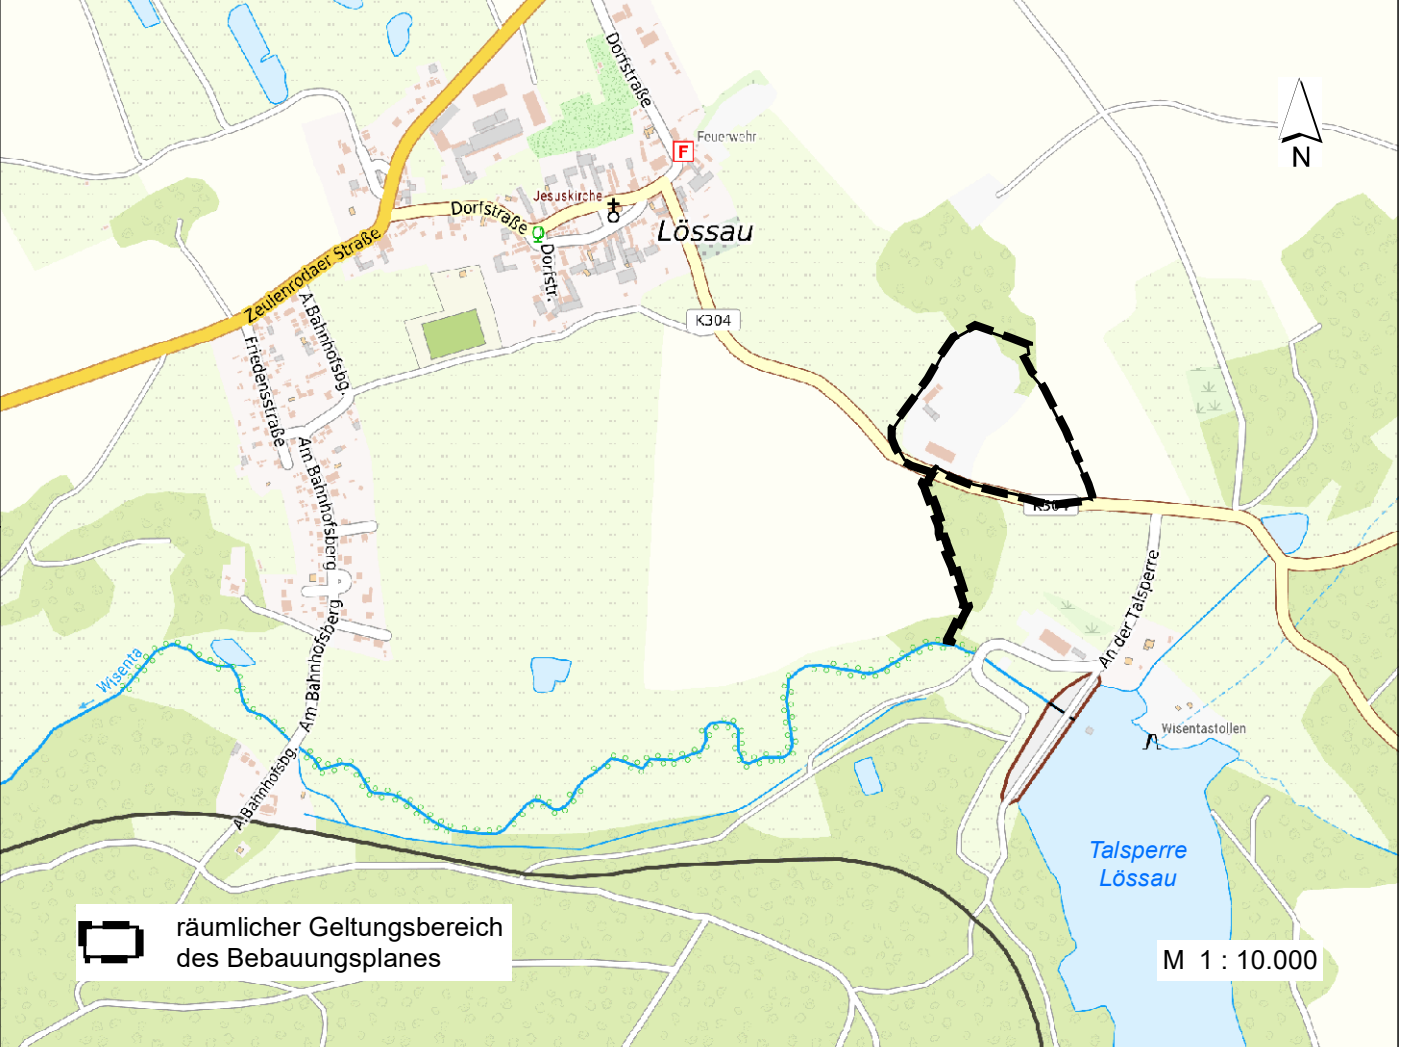 Dorfstraße
Feuerwehr
F
N
Jesuskirche
Dorfstraße
Lössau
Zeulenrodaer Straße
Dorfstr.
A.Bahnhofsbg.
K304
Friedensstraße
Am Bahnhofsberg
K304
An der Talsperre
Am Bahnhofsberg
Wisenta
Wisentastollen
A.Bahnhofsbg.
Talsperre
Lössau
räumlicher Geltungsbereich
des Bebauungsplanes
M 1 : 10.000